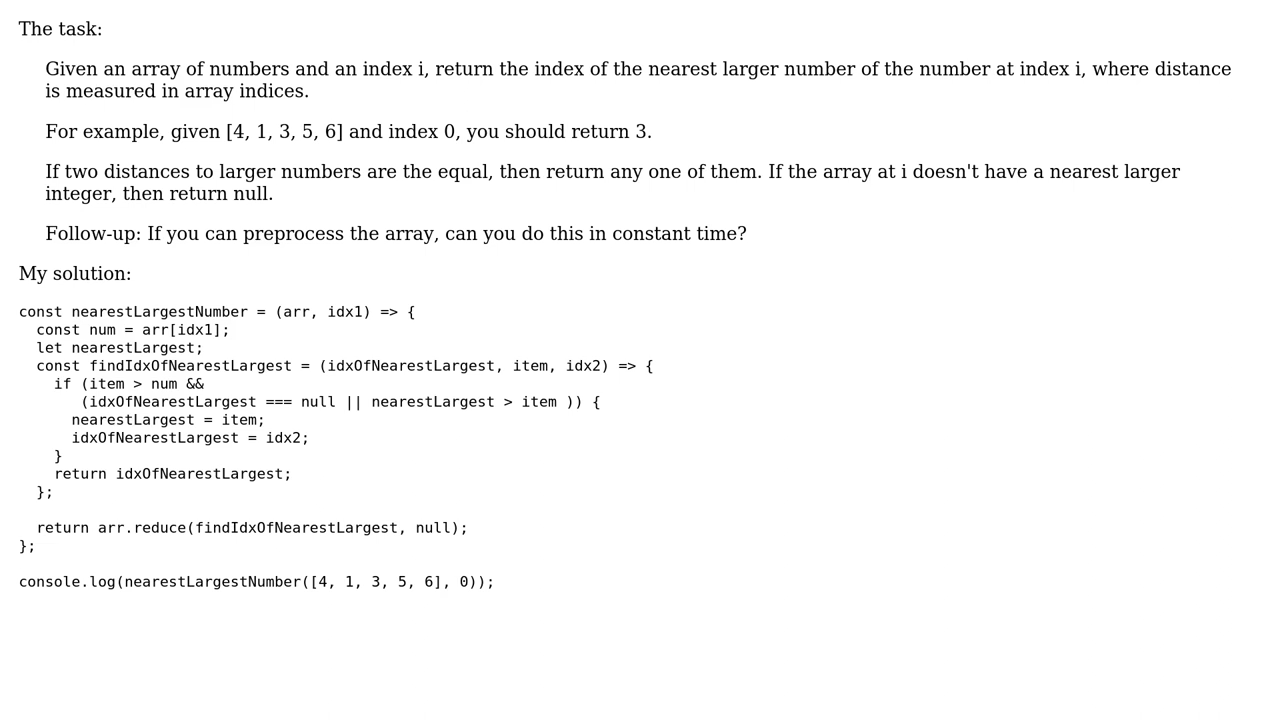 The task:
Given an array of numbers and an index i, return the index of the nearest larger number of the number at index i, where distance
is measured in array indices.
For example, given [4, 1, 3, 5, 6] and index 0, you should return 3.
If two distances to larger numbers are the equal, then return any one of them. If the array at i doesn't have a nearest larger
integer, then return null.
Follow-up: If you can preprocess the array, can you do this in constant time?
My solution:
const nearestLargestNumber = (arr, idx1) => {
  const num = arr[idx1];
  let nearestLargest;
  const findIdxOfNearestLargest = (idxOfNearestLargest, item, idx2) => {
    if (item > num &&
       (idxOfNearestLargest === null || nearestLargest > item )) {
      nearestLargest = item;
      idxOfNearestLargest = idx2;
    }
    return idxOfNearestLargest;
  };

  return arr.reduce(findIdxOfNearestLargest, null);
};

console.log(nearestLargestNumber([4, 1, 3, 5, 6], 0));